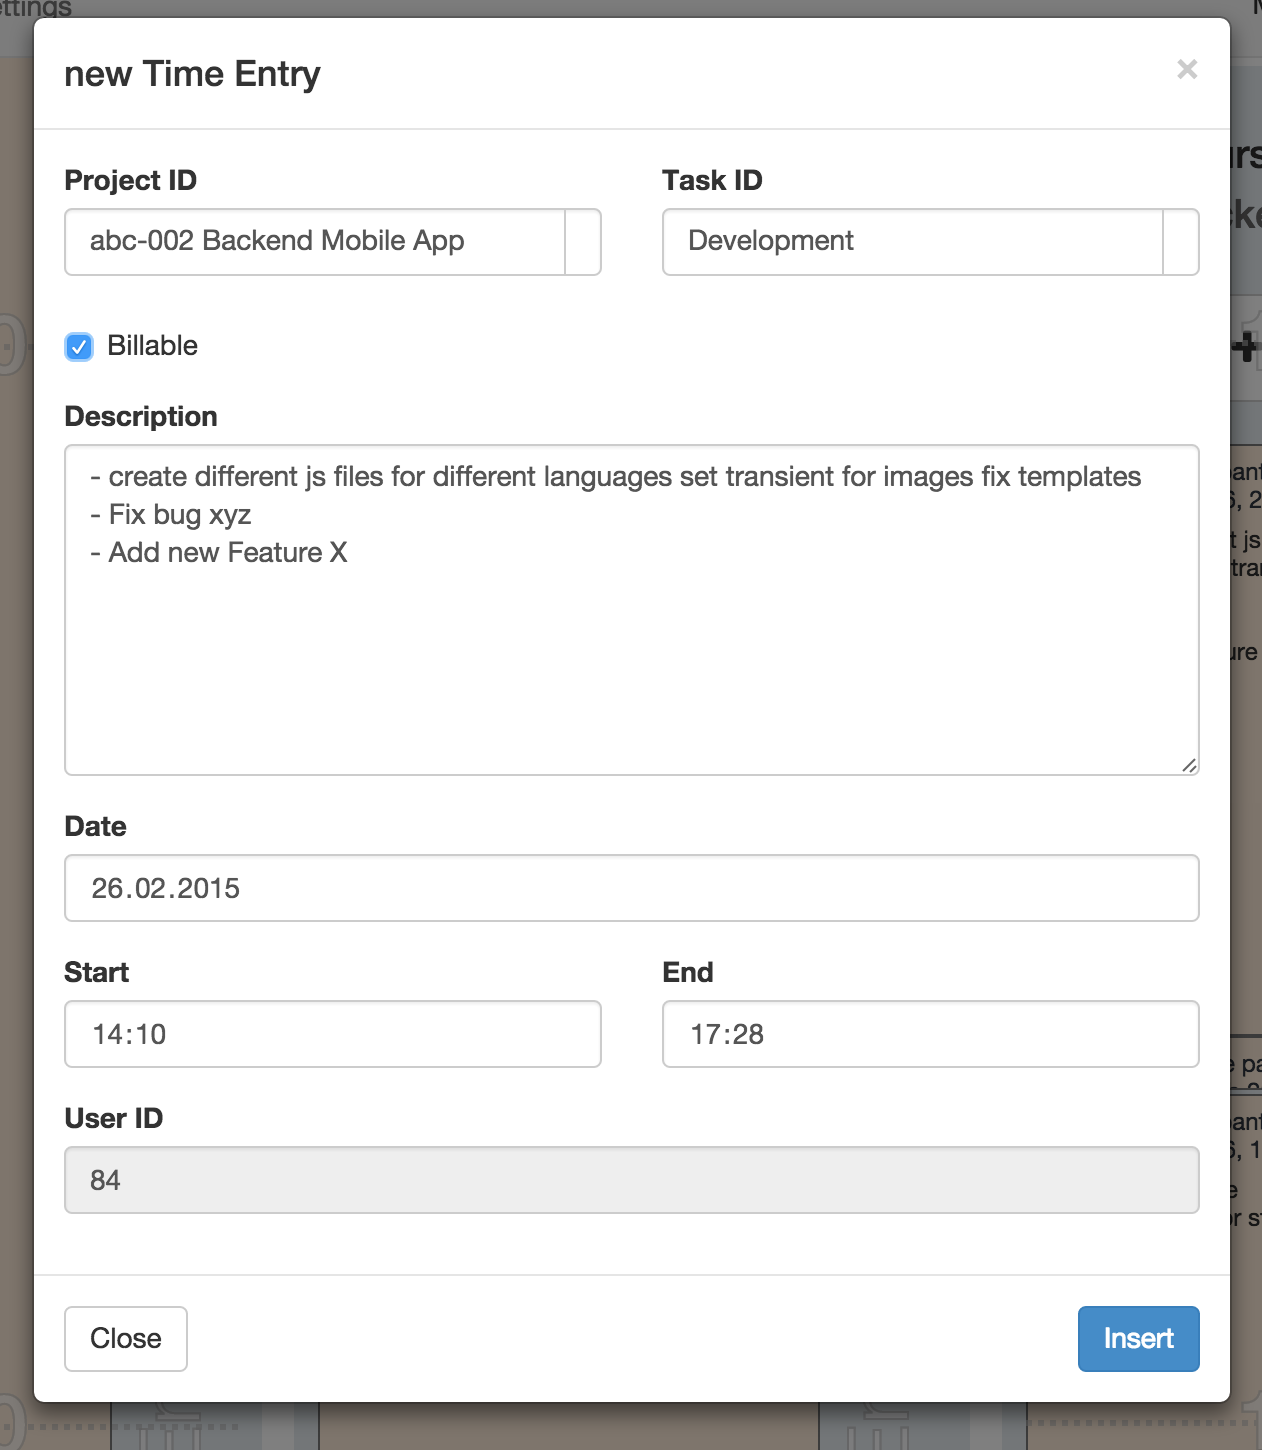 ettings
new Time Entry
×
Project ID
Task ID
abc-002 Backend Mobile App
Development
Billable
Description
- create different js files for different languages set transient for images fix templates
- Fix bug xyz
- Add new Feature X
Date
26.02.2015
Start
End
14:10
17:28
User ID
84
Close
Insert